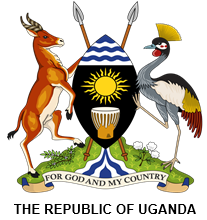 FOR GOD AND MY COUNTRY
THE REPUBLIC OF UGANDA